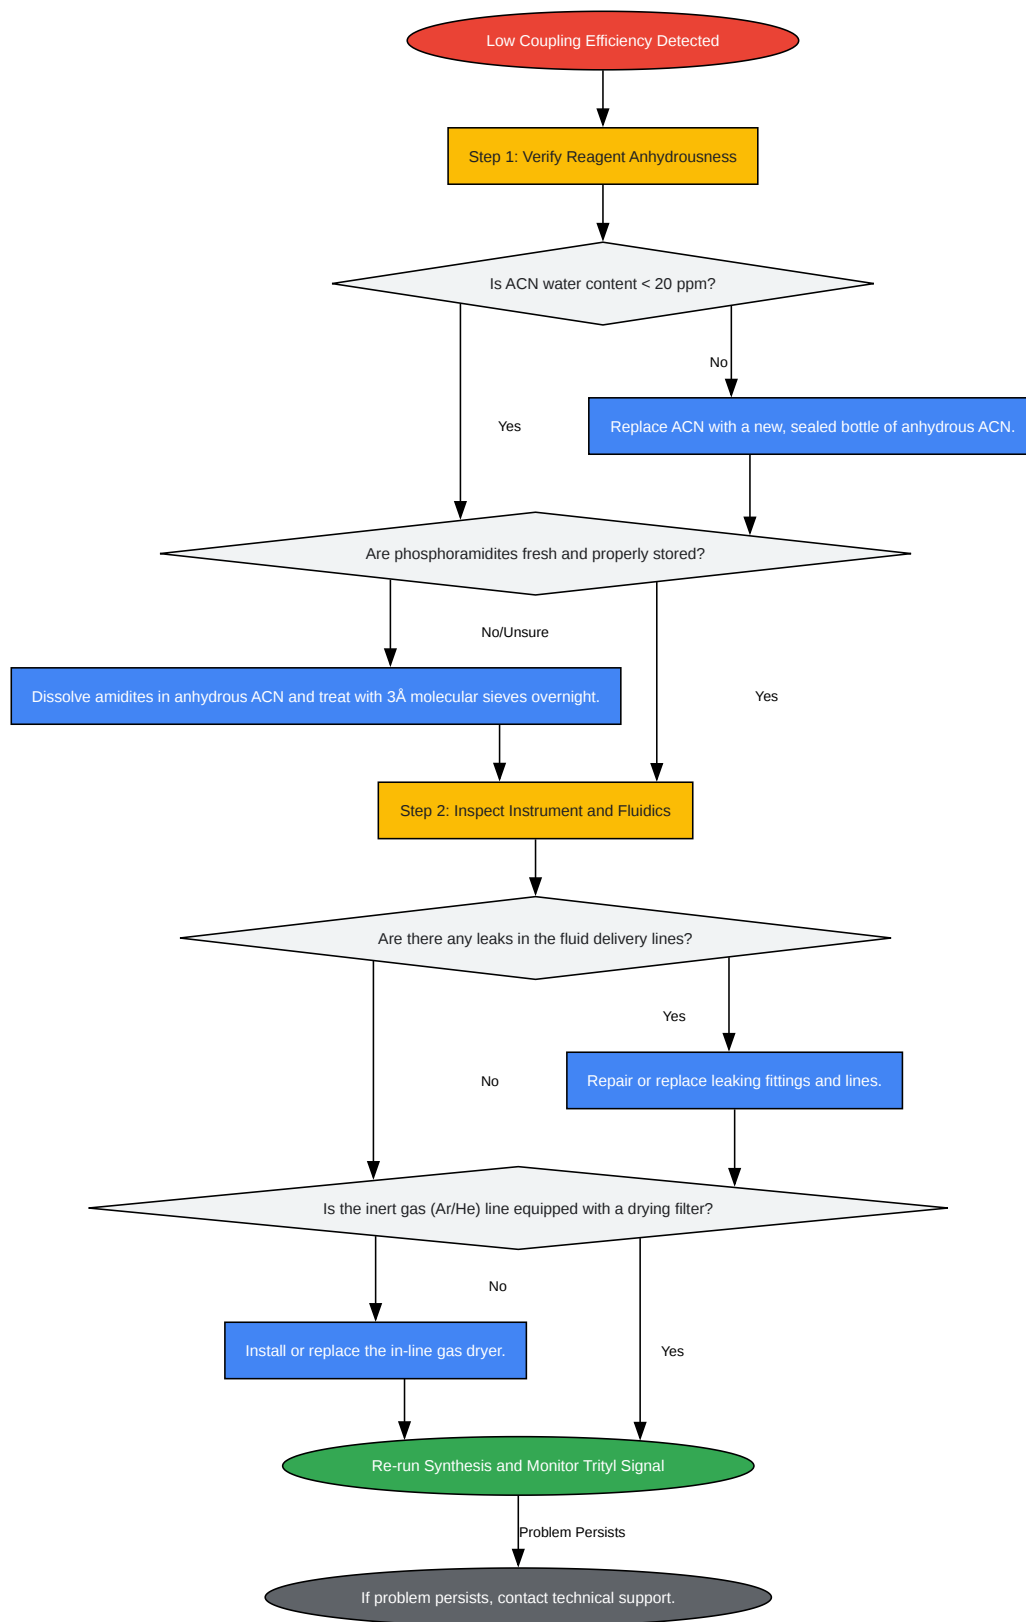 Low Coupling Efficiency Detected
Step 1: Verify Reagent Anhydrousness
Is ACN water content < 20 ppm?
No
Yes
Replace ACN with a new, sealed bottle of anhydrous ACN.
Are phosphoramidites fresh and properly stored?
No/Unsure
Dissolve amidites in anhydrous ACN and treat with 3Å molecular sieves overnight.
Yes
Step 2: Inspect Instrument and Fluidics
Are there any leaks in the fluid delivery lines?
Yes
No
Repair or replace leaking fittings and lines.
Is the inert gas (Ar/He) line equipped with a drying filter?
No
Install or replace the in-line gas dryer.
Yes
Re-run Synthesis and Monitor Trityl Signal
Problem Persists
If problem persists, contact technical support.